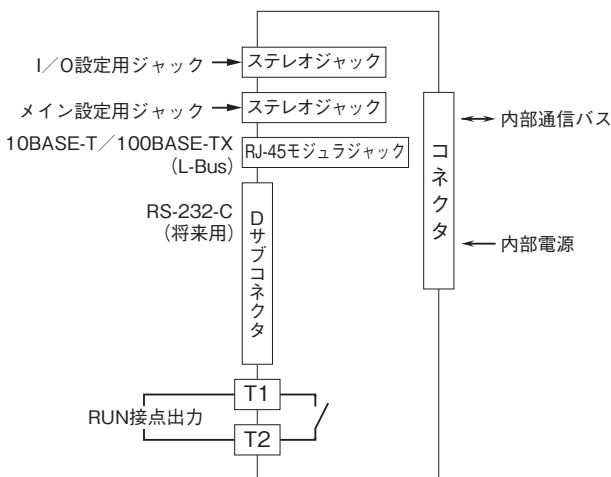 I／O設定用ジャック
ステレオジャック
メイン設定用ジャック
ステレオジャック
10BASE-T／100BASE-TX
(L-Bus)
RJ-45モジュラジャック
RS-232-C
（将来用）
Dサブコネクタ
コネクタ
内部通信バス
内部電源
T1
RUN接点出力
T2